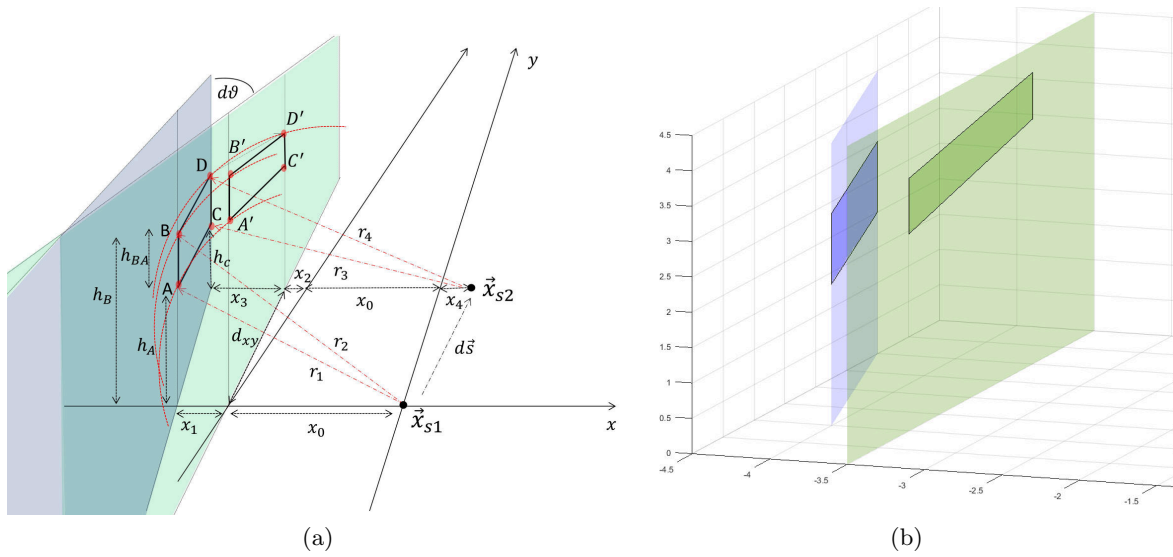 y
dϑ
D'
B'
D
C'
C
A'
r₄
B
h_BA
h_c
x₂
r₃
h_B
A
x₃
x₀
x₄
x⃗_s2
h_A
d_xy
r₂
ds⃗
r₁
x₁
x₀
x⃗_s1
x
(a)
4.5
4
3.5
3
2.5
2
1.5
1
0.5
0
-4.5
-4
-3.5
-3
-2.5
-2
-1.5
(b)